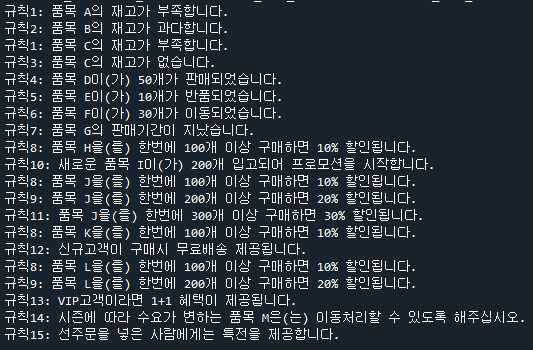 규칙1: 품목 A의 재고가 부족합니다.
규칙2: 품목 B의 재고가 과다합니다.
규칙1: 품목 C의 재고가 부족합니다.
규칙3: 품목 C의 재고가 없습니다.
규칙4: 품목 D이(가) 50개가 판매되었습니다.
규칙5: 품목 E이(가) 10개가 반품되었습니다.
규칙6: 품목 F이(가) 30개가 이동되었습니다.
규칙7: 품목 G의 판매기간이 지났습니다.
규칙8: 품목 H을(를) 한번에 100개 이상 구매하면 10% 할인됩니다.
규칙10: 새로운 품목 I이(가) 200개 입고되어 프로모션을 시작합니다.
규칙8: 품목 J을(를) 한번에 100개 이상 구매하면 10% 할인됩니다.
규칙9: 품목 J을(를) 한번에 200개 이상 구매하면 20% 할인됩니다.
규칙11: 품목 J을(를) 한번에 300개 이상 구매하면 30% 할인됩니다.
규칙8: 품목 K을(를) 한번에 100개 이상 구매하면 10% 할인됩니다.
규칙12: 신규고객이 구매시 무료배송 제공됩니다.
규칙8: 품목 L을(를) 한번에 100개 이상 구매하면 10% 할인됩니다.
규칙9: 품목 L을(를) 한번에 200개 이상 구매하면 20% 할인됩니다.
규칙13: VIP고객이라면 1+1 혜택이 제공됩니다.
규칙14: 시즌에 따라 수요가 변하는 품목 M은(는) 이동처리할 수 있도록 해주십시오.
규칙15: 선주문을 넣은 사람에게는 특전을 제공합니다.